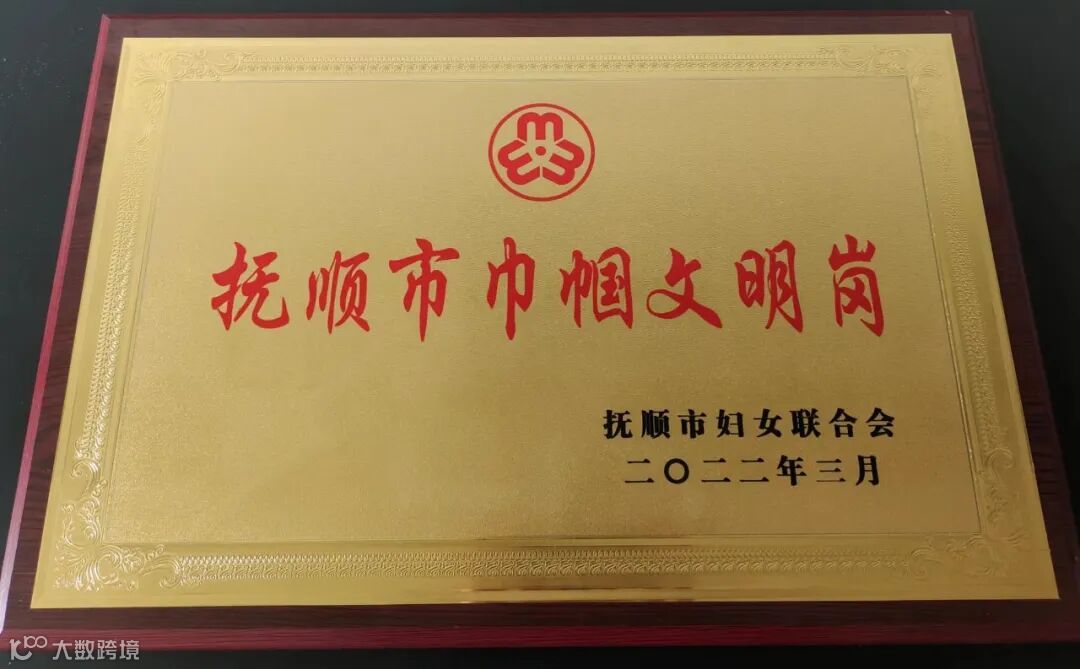 抚顺市巾帼文明岗
抚顺市妇女联合会
二〇二二年三月
大数跨境